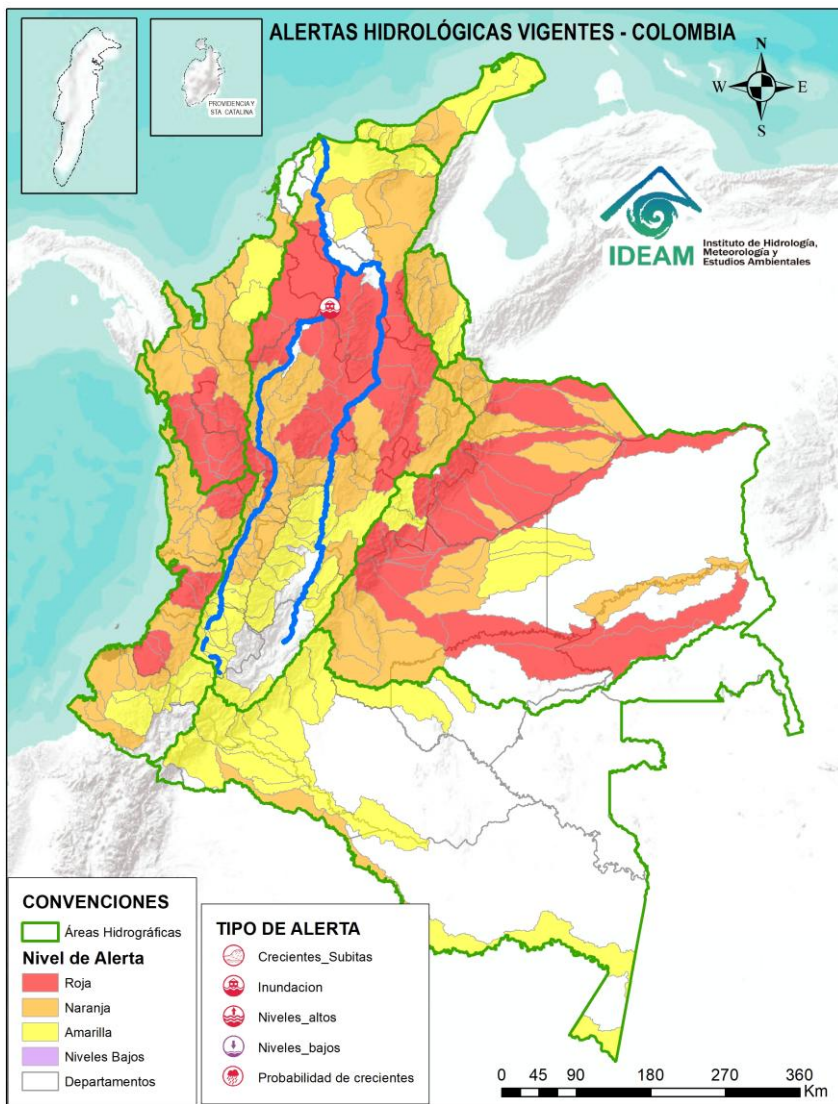 ALERTAS HIDROLÓGICAS VIGENTES - COLOMBIA
PROVIDENCIA Y
STA. CATALINA
N
W
E
S
IDEAM
Instituto de Hidrología,
Meteorología y
Estudios Ambientales
CONVENCIONES
Áreas Hidrográficas
Nivel de Alerta
Roja
Naranja
Amarilla
Niveles Bajos
Departamentos
TIPO DE ALERTA
Crecientes_Subitas
Inundacion
Niveles_altos
Niveles_bajos
Probabilidad de crecientes
0 45 90 180 270 360
Km